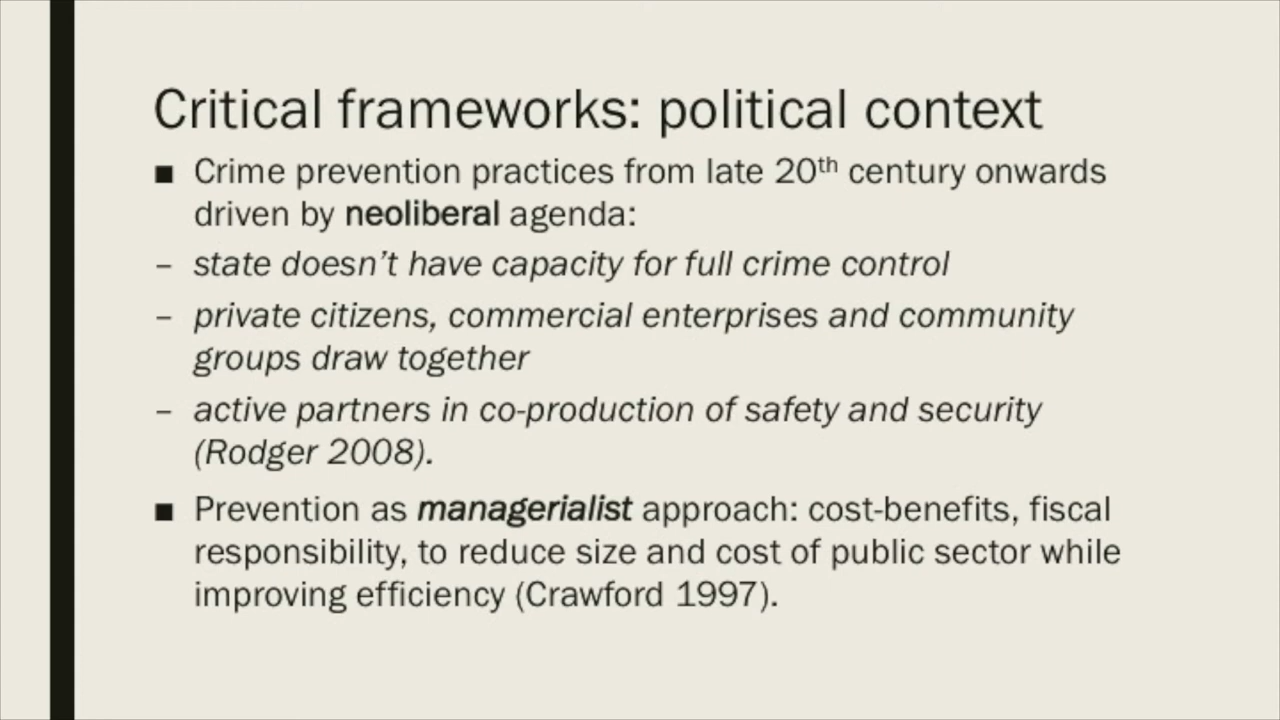 Critical frameworks: political context
■ Crime prevention practices from late 20th century onwards
driven by neoliberal agenda:
– state doesn’t have capacity for full crime control
– private citizens, commercial enterprises and community
groups draw together
– active partners in co-production of safety and security
(Rodger 2008).
■ Prevention as managerialist approach: cost-benefits, fiscal
responsibility, to reduce size and cost of public sector while
improving efficiency (Crawford 1997).